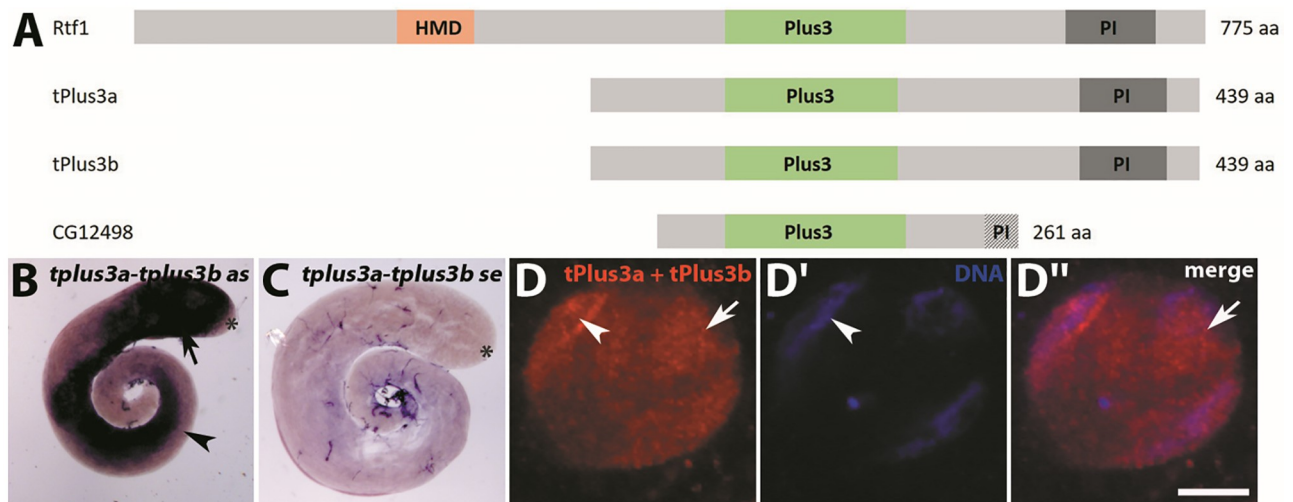 A Rtf1 HMD Plus3 PI 775 aa
tPlus3a Plus3 PI 439 aa
tPlus3b Plus3 PI 439 aa
CG12498 Plus3 PI 261 aa
B tplus3a-tplus3b as
*
C tplus3a-tplus3b se
*
D tPlus3a + tPlus3b
D' DNA
D" merge